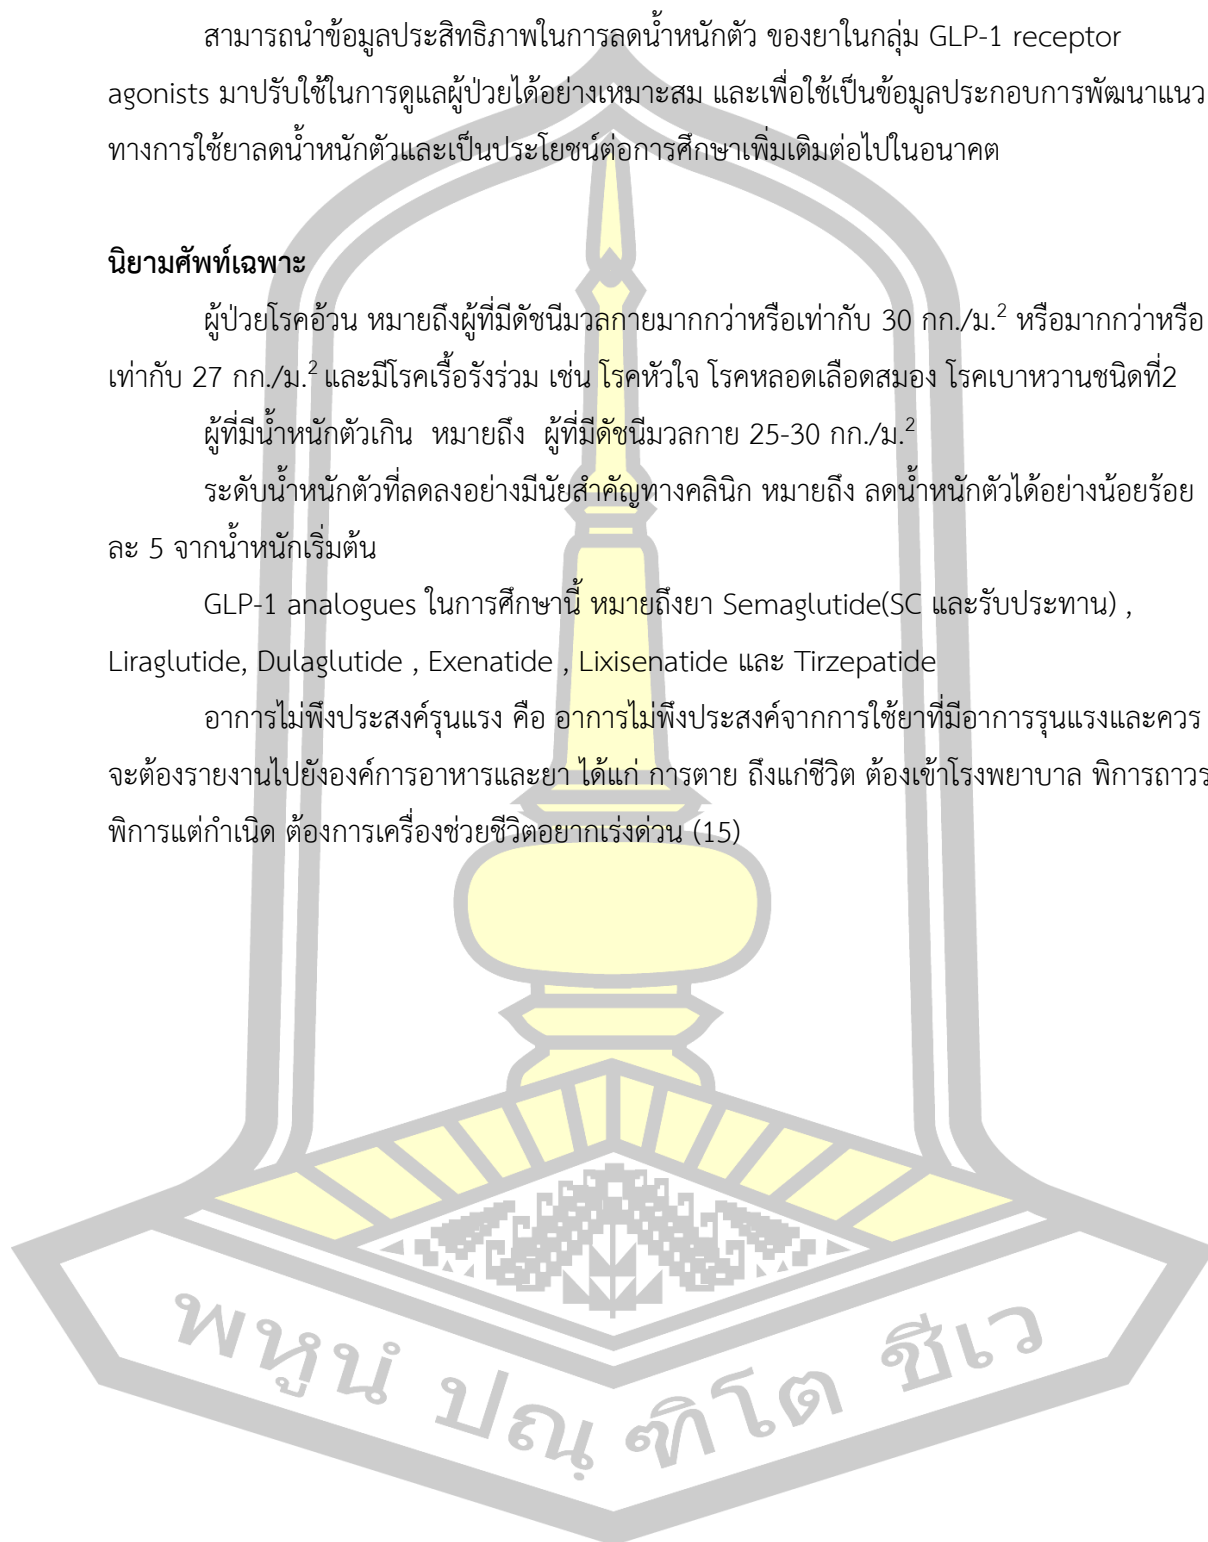 สามารถนำข้อมูลประสิทธิภาพในการลดน้ำหนักตัว ของยาในกลุ่ม GLP-1 receptor
agonists มาปรับใช้ในการดูแลผู้ป่วยได้อย่างเหมาะสม และเพื่อใช้เป็นข้อมูลประกอบการพัฒนาแนว
ทางการใช้ยาลดน้ำหนักตัวและเป็นประโยชน์ต่อการศึกษาเพิ่มเติมต่อไปในอนาคต
นิยามศัพท์เฉพาะ
ผู้ป่วยโรคอ้วน หมายถึงผู้ที่มีดัชนีมวลกายมากกว่าหรือเท่ากับ 30 กก./ม.² หรือมากกว่าหรือ
เท่ากับ 27 กก./ม.² และมีโรคเรื้อรังร่วม เช่น โรคหัวใจ โรคหลอดเลือดสมอง โรคเบาหวานชนิดที่2
ผู้ที่มีน้ำหนักตัวเกิน หมายถึง ผู้ที่มีดัชนีมวลกาย 25-30 กก./ม.²
ระดับน้ำหนักตัวที่ลดลงอย่างมีนัยสำคัญทางคลินิก หมายถึง ลดน้ำหนักตัวได้อย่างน้อยร้อย
ละ 5 จากน้ำหนักเริ่มต้น
GLP-1 analogues ในการศึกษานี้ หมายถึงยา Semaglutide(SC และรับประทาน) ,
Liraglutide, Dulaglutide , Exenatide , Lixisenatide และ Tirzepatide
อาการไม่พึงประสงค์รุนแรง คือ อาการไม่พึงประสงค์จากการใช้ยาที่มีอาการรุนแรงและควร
จะต้องรายงานไปยังองค์การอาหารและยา ได้แก่ การตาย ถึงแก่ชีวิต ต้องเข้าโรงพยาบาล พิการถาวร
พิการแต่กำเนิด ต้องการเครื่องช่วยชีวิตอยากเร่งด่วน (15)
พหูนํ ปณฺฑิโต ชีเว